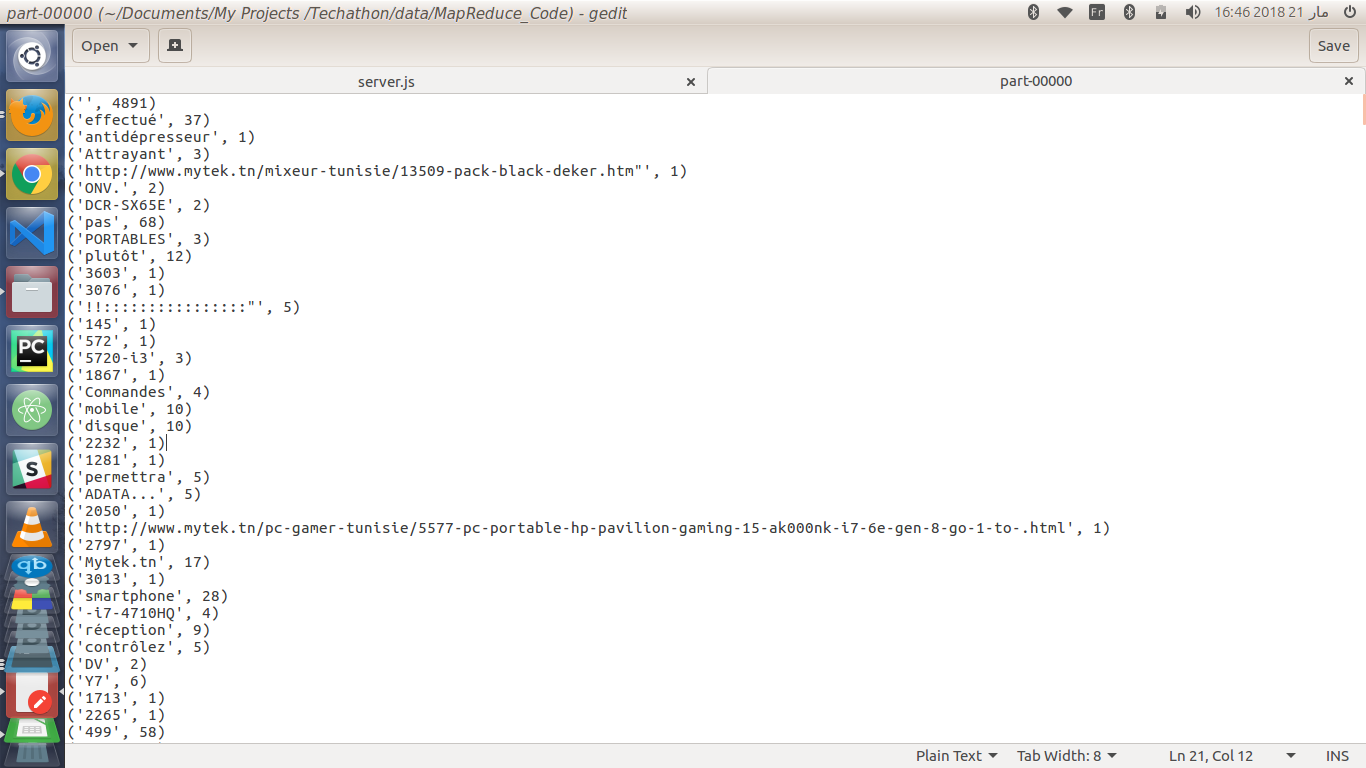 part-00000 (~/Documents/My Projects /Techathon/data/MapReduce_Code) - gedit
Fr
16:46 2018 21 مار
Open
Save
server.js
part-00000
('', 4891)
('effectué', 37)
('antidépresseur', 1)
('Attrayant', 3)
('http://www.mytek.tn/mixeur-tunisie/13509-pack-black-deker.htm"', 1)
('ONV.', 2)
('DCR-SX65E', 2)
('pas', 68)
('PORTABLES', 3)
('plutôt', 12)
('3603', 1)
('3076', 1)
('!!::::::::::::::::"', 5)
('145', 1)
('572', 1)
('5720-i3', 3)
('1867', 1)
('Commandes', 4)
('mobile', 10)
('disque', 10)
('2232', 1)
('1281', 1)
('permettra', 5)
('ADATA...', 5)
('2050', 1)
('http://www.mytek.tn/pc-gamer-tunisie/5577-pc-portable-hp-pavilion-gaming-15-ak000nk-i7-6e-gen-8-go-1-to-.html', 1)
('2797', 1)
('Mytek.tn', 17)
('3013', 1)
('smartphone', 28)
('-i7-4710HQ', 4)
('réception', 9)
('contrôlez', 5)
('DV', 2)
('Y7', 6)
('1713', 1)
('2265', 1)
('499', 58)
PC
S
qb
Plain Text
Tab Width: 8
Ln 21, Col 12
INS